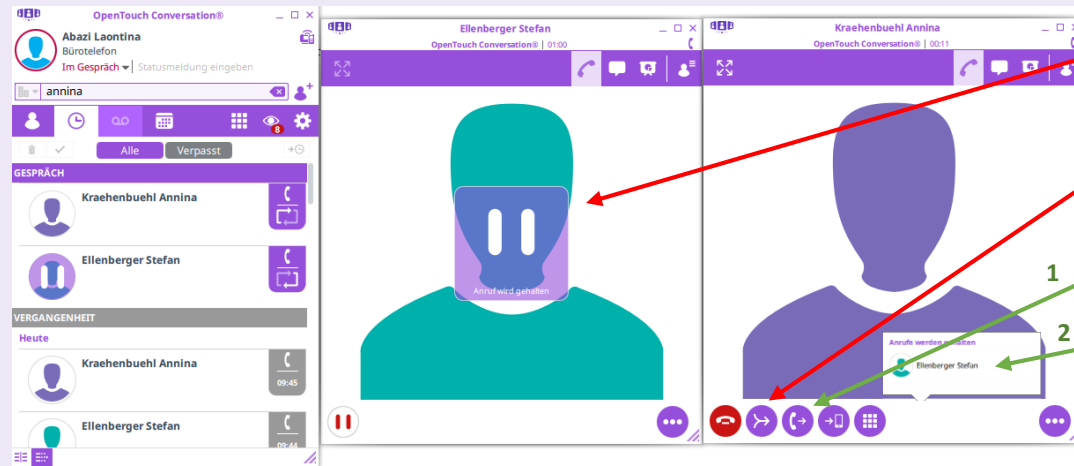 OpenTouch Conversation®
Abazi Laontina
Bürotelefon
Im Gespräch
Statusmeldung eingeben
annina
8
Alle
Verpasst
GESPRÄCH
Kraehenbuehl Annina
Ellenberger Stefan
VERGANGENHEIT
Heute
Kraehenbuehl Annina
09:45
Ellenberger Stefan
09:44
Ellenberger Stefan
OpenTouch Conversation® | 01:00
Anruf wird gehalten
Kraehenbuehl Annina
OpenTouch Conversation® | 00:11
Anrufe werden gehalten
Ellenberger Stefan
1
2